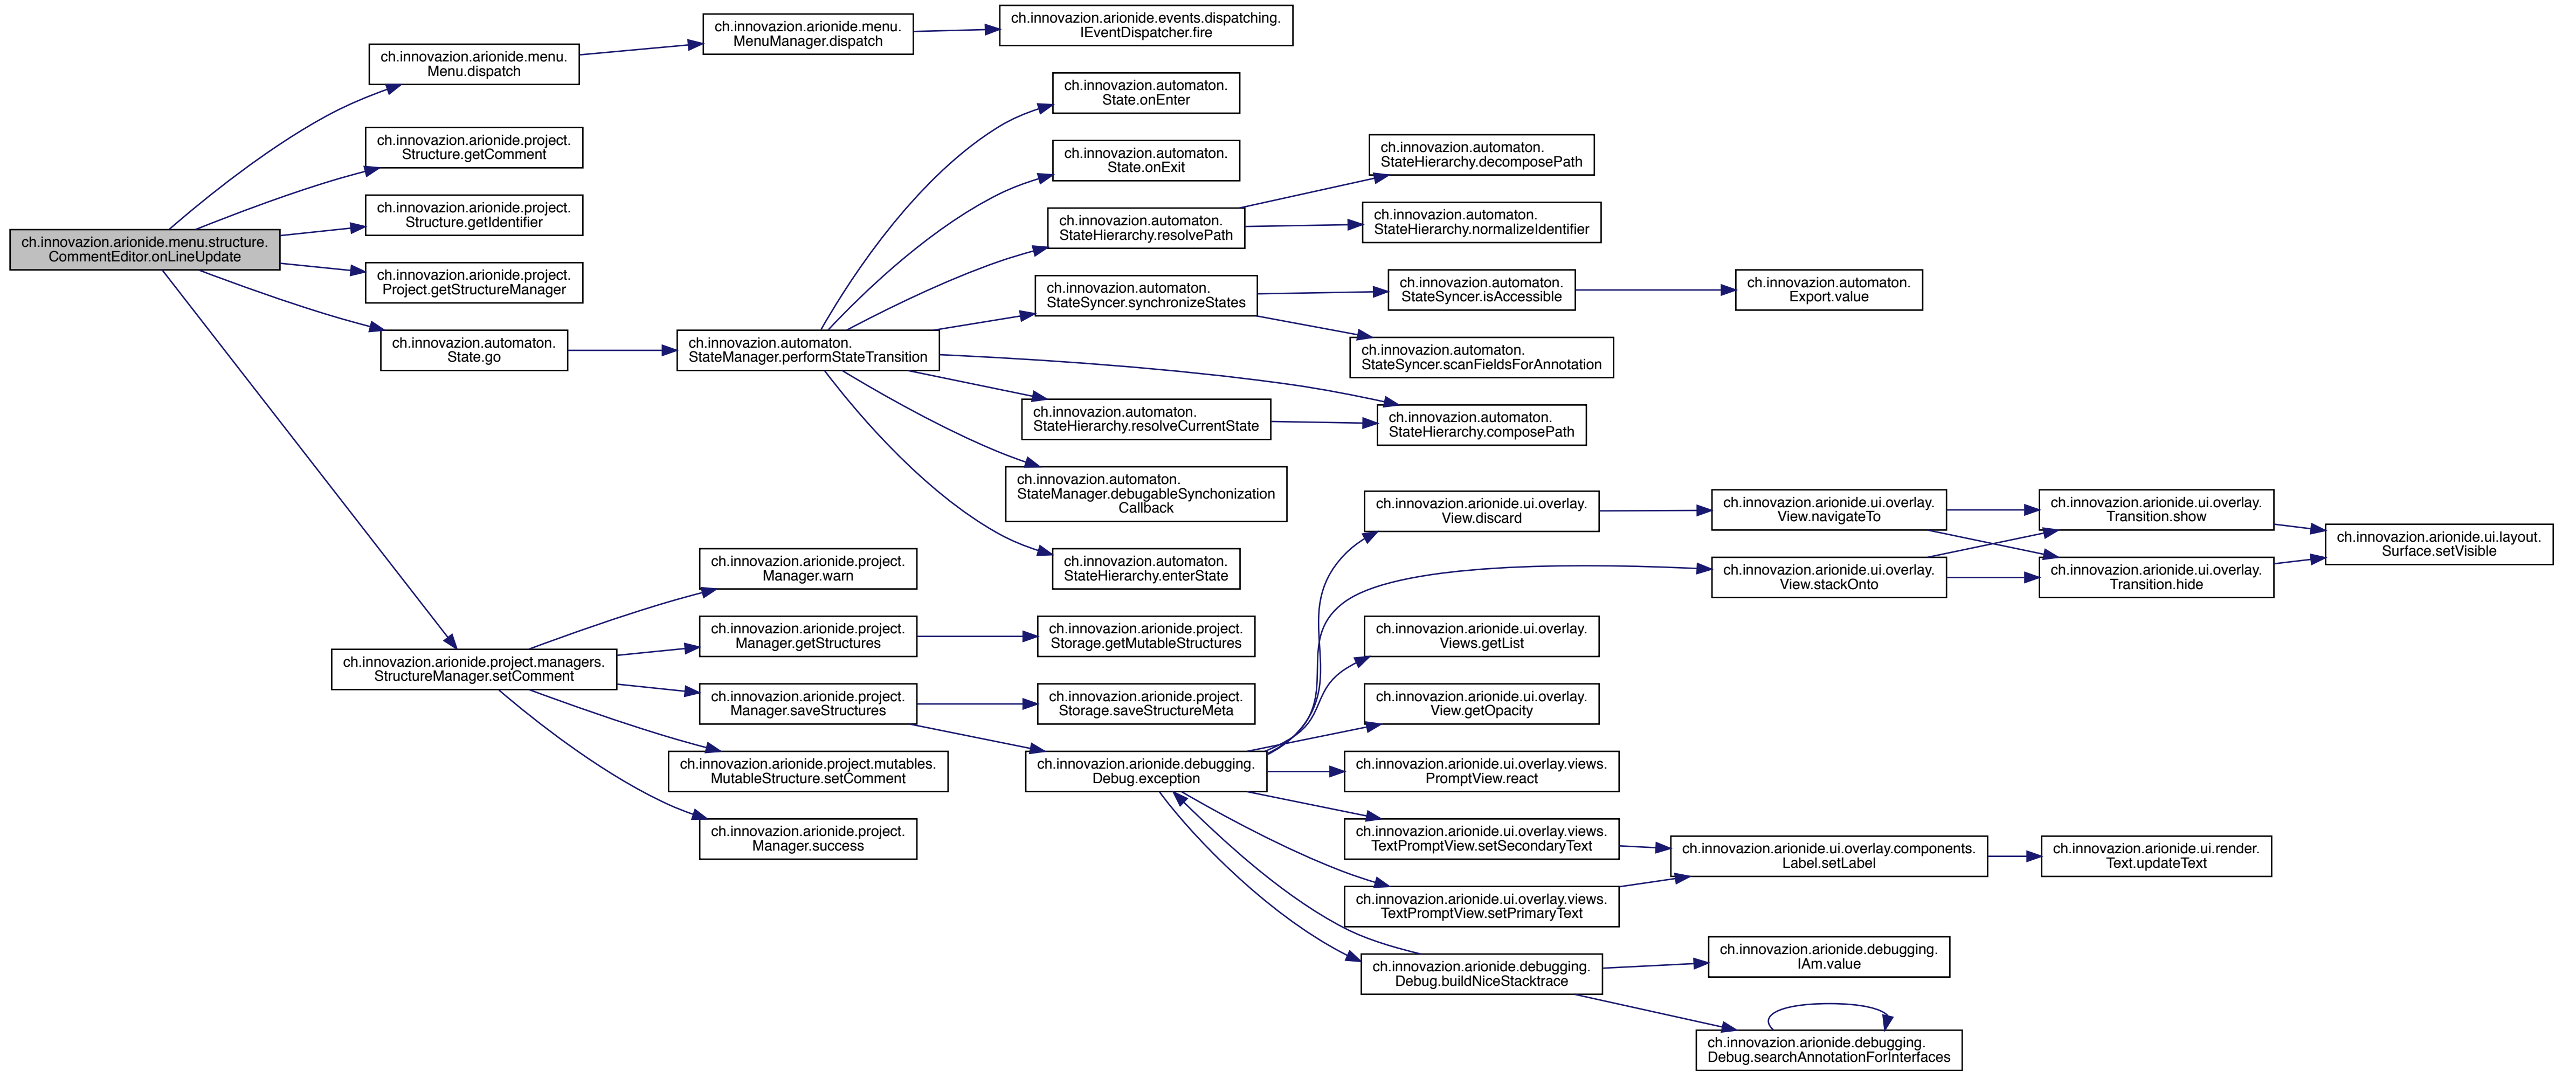 ch.innovazion.arionide.menu.structure.
CommentEditor.onLineUpdate
ch.innovazion.arionide.menu.
Menu.dispatch
ch.innovazion.arionide.menu.
MenuManager.dispatch
ch.innovazion.arionide.events.dispatching.
IEventDispatcher.fire
ch.innovazion.arionide.project.
Structure.getComment
ch.innovazion.arionide.project.
Structure.getIdentifier
ch.innovazion.arionide.project.
Project.getStructureManager
ch.innovazion.automaton.
State.go
ch.innovazion.automaton.
StateManager.performStateTransition
ch.innovazion.automaton.
State.onEnter
ch.innovazion.automaton.
State.onExit
ch.innovazion.automaton.
StateHierarchy.resolvePath
ch.innovazion.automaton.
StateHierarchy.decomposePath
ch.innovazion.automaton.
StateHierarchy.normalizeIdentifier
ch.innovazion.automaton.
StateSyncer.synchronizeStates
ch.innovazion.automaton.
StateSyncer.isAccessible
ch.innovazion.automaton.
Export.value
ch.innovazion.automaton.
StateSyncer.scanFieldsForAnnotation
ch.innovazion.automaton.
StateHierarchy.resolveCurrentState
ch.innovazion.automaton.
StateHierarchy.composePath
ch.innovazion.automaton.
StateManager.debugableSynchonization
Callback
ch.innovazion.automaton.
StateHierarchy.enterState
ch.innovazion.arionide.project.managers.
StructureManager.setComment
ch.innovazion.arionide.project.
Manager.warn
ch.innovazion.arionide.project.
Manager.getStructures
ch.innovazion.arionide.project.
Storage.getMutableStructures
ch.innovazion.arionide.project.
Manager.saveStructures
ch.innovazion.arionide.project.
Storage.saveStructureMeta
ch.innovazion.arionide.project.mutables.
MutableStructure.setComment
ch.innovazion.arionide.project.
Manager.success
ch.innovazion.arionide.debugging.
Debug.exception
ch.innovazion.arionide.ui.overlay.
View.discard
ch.innovazion.arionide.ui.overlay.
View.navigateTo
ch.innovazion.arionide.ui.overlay.
View.stackOnto
ch.innovazion.arionide.ui.overlay.
Transition.show
ch.innovazion.arionide.ui.overlay.
Transition.hide
ch.innovazion.arionide.ui.layout.
Surface.setVisible
ch.innovazion.arionide.ui.overlay.
Views.getList
ch.innovazion.arionide.ui.overlay.
View.getOpacity
ch.innovazion.arionide.ui.overlay.views.
PromptView.react
ch.innovazion.arionide.ui.overlay.views.
TextPromptView.setSecondaryText
ch.innovazion.arionide.ui.overlay.views.
TextPromptView.setPrimaryText
ch.innovazion.arionide.ui.overlay.components.
Label.setLabel
ch.innovazion.arionide.ui.render.
Text.updateText
ch.innovazion.arionide.debugging.
Debug.buildNiceStacktrace
ch.innovazion.arionide.debugging.
IAm.value
ch.innovazion.arionide.debugging.
Debug.searchAnnotationForInterfaces